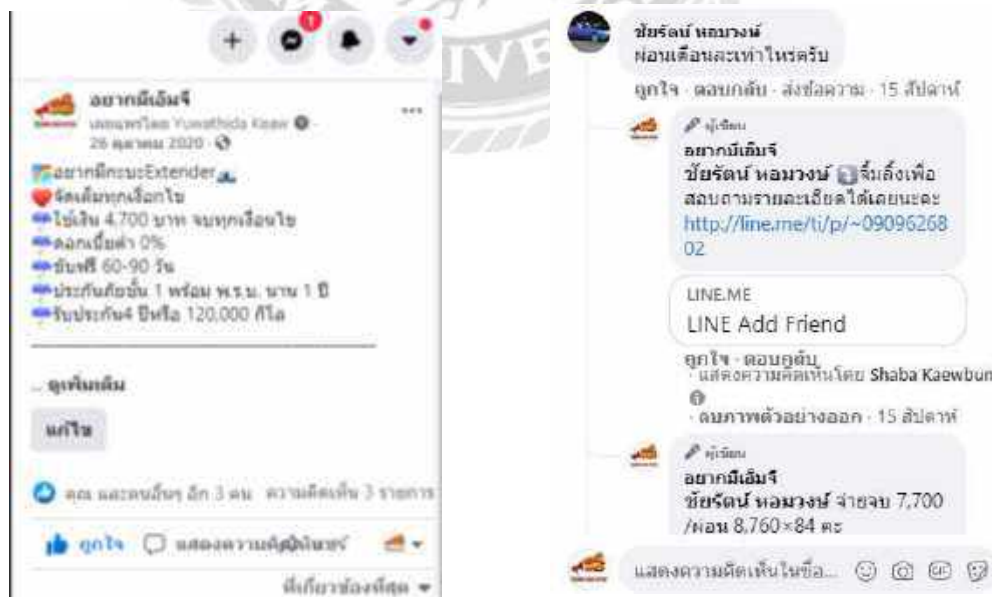 1
อยากมีเอ็มจี
เผยแพร่โดย Yuwathida Keaw
26 ตุลาคม 2020
อยากมีกระบะExtender
จัดเต็มทุกเงื่อนไข
ใช้เงิน 4,700 บาท จบทุกเงื่อนไข
ดอกเบี้ยต่ำ 0%
ขับฟรี 60-90 วัน
ประกันภัยชั้น 1 พร้อม พ.ร.บ. นาน 1 ปี
รับประกัน4 ปีหรือ 120,000 กิโล
... ดูเพิ่มเติม
แก้ไข
คุณ และคนอื่นๆ อีก 3 คน ความคิดเห็น 3 รายการ
ถูกใจ แสดงความคิดเห็น แชร์
ที่เกี่ยวข้องที่สุด
ชัยรัตน์ หอมวงษ์
ผ่อนเดือนละเท่าไหรครับ
ถูกใจ · ตอบกลับ · ส่งข้อความ · 15 สัปดาห์
ผู้เขียน
อยากมีเอ็มจี
ชัยรัตน์ หอมวงษ์ จิ้มลิ้งเพื่อ
สอบถามรายละเอียดได้เลยนะคะ
http://line.me/ti/p/~09096268
02
LINE.ME
LINE Add Friend
ถูกใจ · ตอบกลับ
· แสดงความคิดเห็นโดย Shaba Kaewbun
· ลบภาพตัวอย่างออก · 15 สัปดาห์
ผู้เขียน
อยากมีเอ็มจี
ชัยรัตน์ หอมวงษ์ จ่ายจบ 7,700
/ผ่อน 8,760×84 คะ
แสดงความคิดเห็นในชื่อ...
GIF